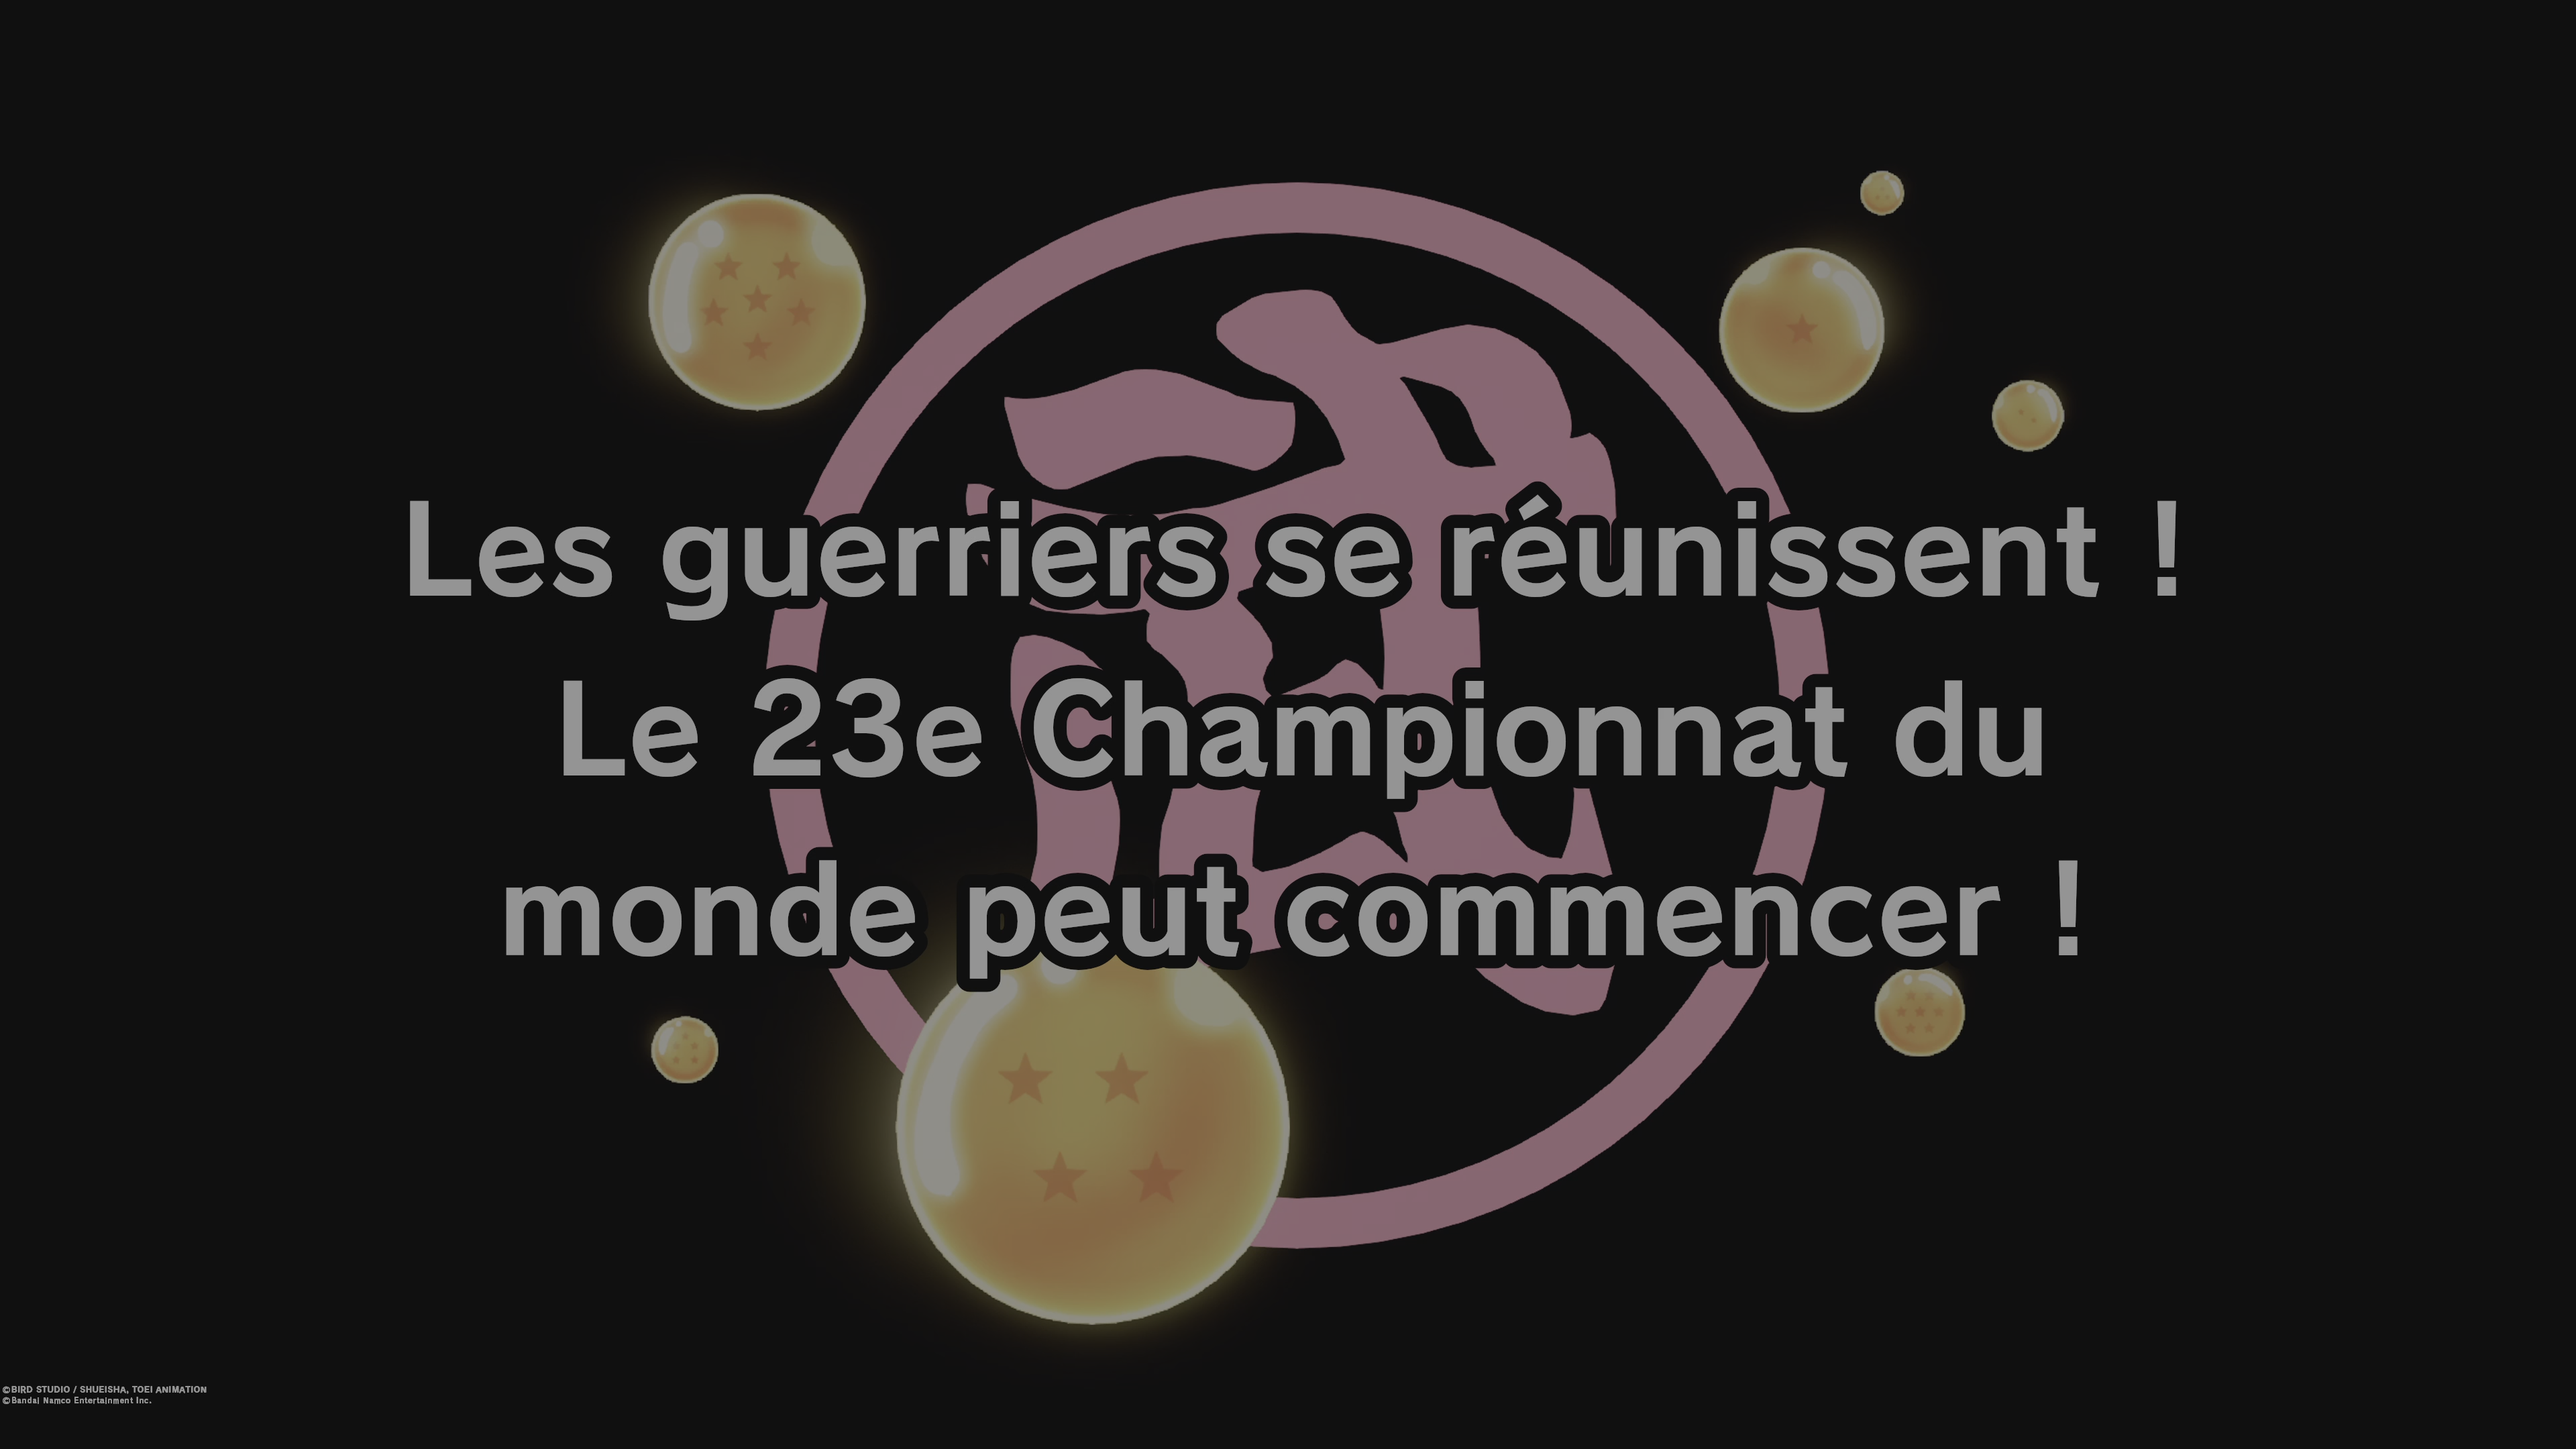 Les guerriers se réunissent !
Le 23e Championnat du
monde peut commencer !
©BIRD STUDIO / SHUEISHA, TOEI ANIMATION
©Bandai Namco Entertainment Inc.